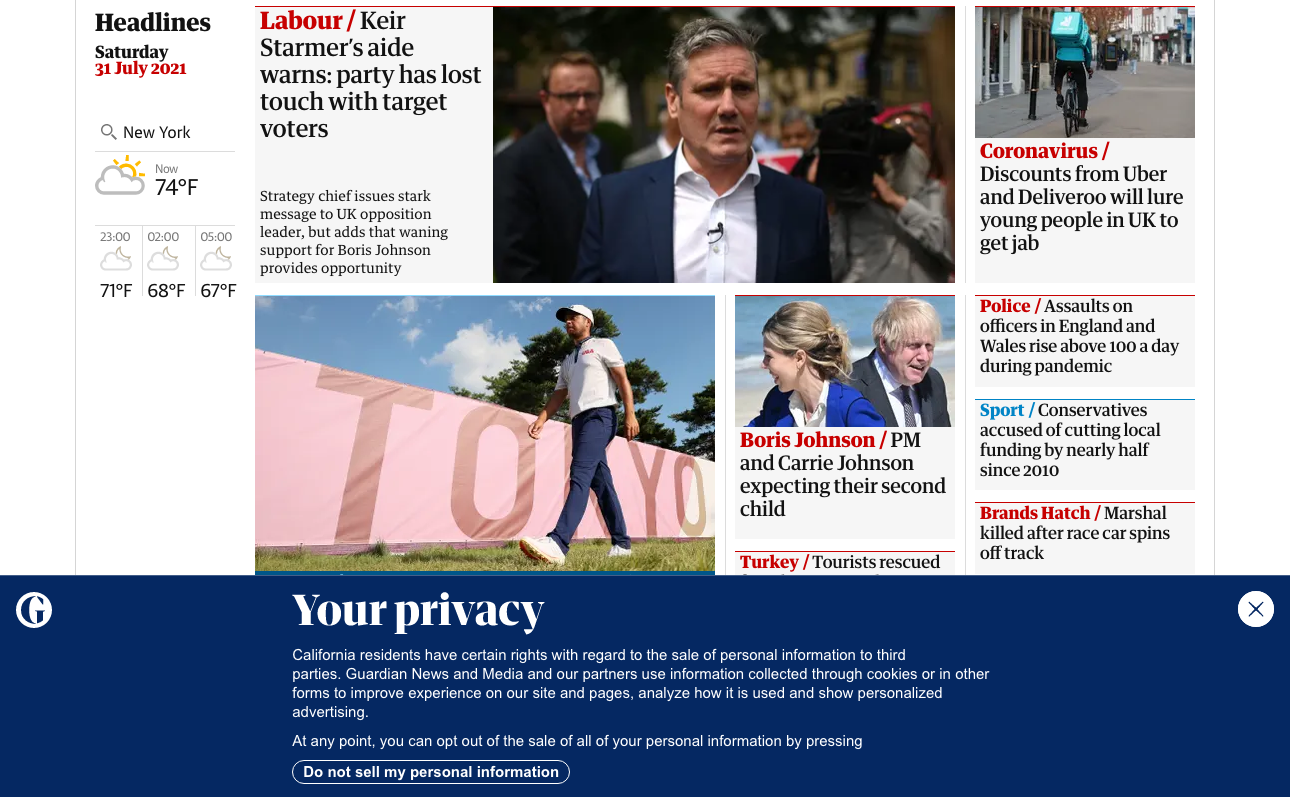 Headlines
Saturday
31 July 2021
New York
Now
74°F
23:00
02:00
05:00
71°F
68°F
67°F
Labour / Keir
Starmer's aide
warns: party has lost
touch with target
voters
Strategy chief issues stark
message to UK opposition
leader, but adds that waning
support for Boris Johnson
provides opportunity
Coronavirus /
Discounts from Uber
and Deliveroo will lure
young people in UK to
get jab
TOKYO
USA
Boris Johnson / PM
and Carrie Johnson
expecting their second
child
Turkey / Tourists rescued
Police / Assaults on
officers in England and
Wales rise above 100 a day
during pandemic
Sport / Conservatives
accused of cutting local
funding by nearly half
since 2010
Brands Hatch / Marshal
killed after race car spins
off track
G
Your privacy
California residents have certain rights with regard to the sale of personal information to third
parties. Guardian News and Media and our partners use information collected through cookies or in other
forms to improve experience on our site and pages, analyze how it is used and show personalized
advertising.
At any point, you can opt out of the sale of all of your personal information by pressing
Do not sell my personal information